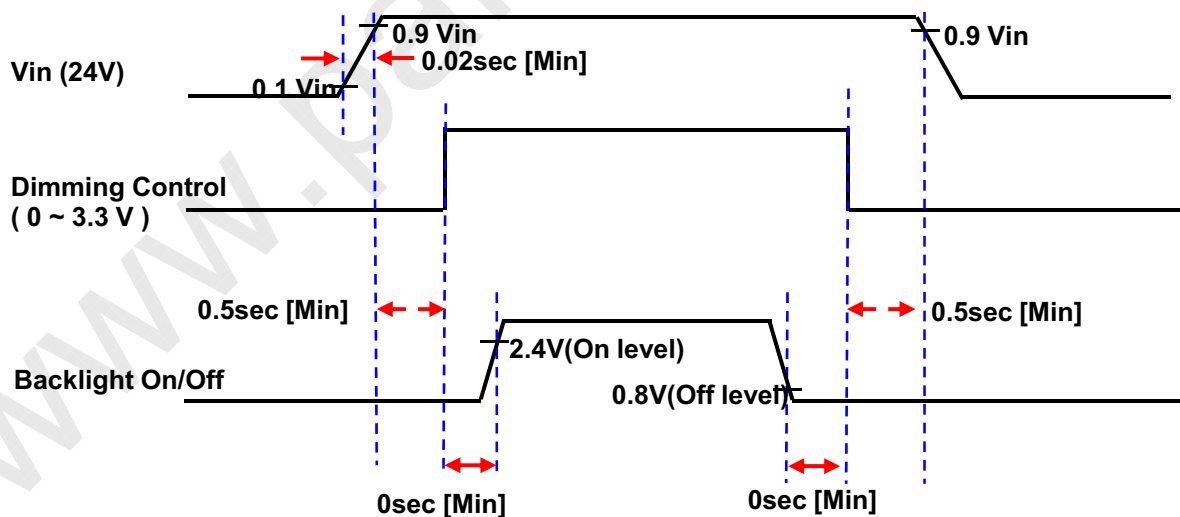 0.9 Vin
0.9 Vin
Vin (24V)
0.02sec [Min]
0 1 Vin
Dimming Control
( 0 ~ 3.3 V )
0.5sec [Min]
0.5sec [Min]
2.4V(On level)
Backlight On/Off
0.8V(Off level)
0sec [Min]
0sec [Min]
www.pa